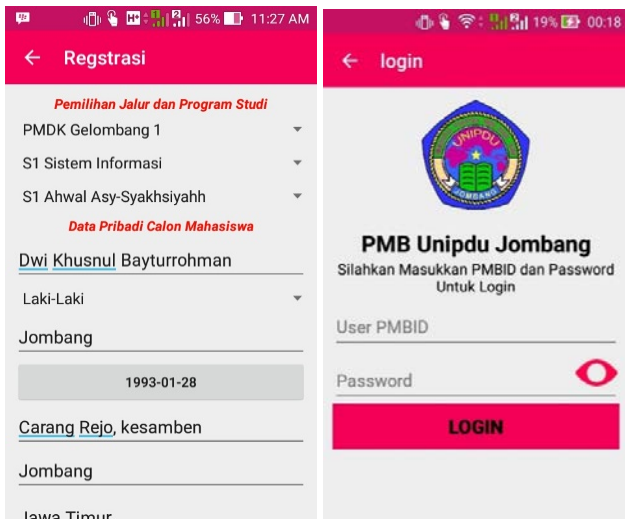 56% 11:27 AM
Regstrasi
Pemilihan Jalur dan Program Studi
PMDK Gelombang 1
S1 Sistem Informasi
S1 Ahwal Asy-Syakhsiyahh
Data Pribadi Calon Mahasiswa
Dwi Khusnul Bayturrohman
Laki-Laki
Jombang
1993-01-28
Carang Rejo, kesamben
Jombang
Jawa Timur
19% 00:18
login
UNIPDU
JOMBANG
PMB Unipdu Jombang
Silahkan Masukkan PMBID dan Password
Untuk Login
User PMBID
Password
LOGIN